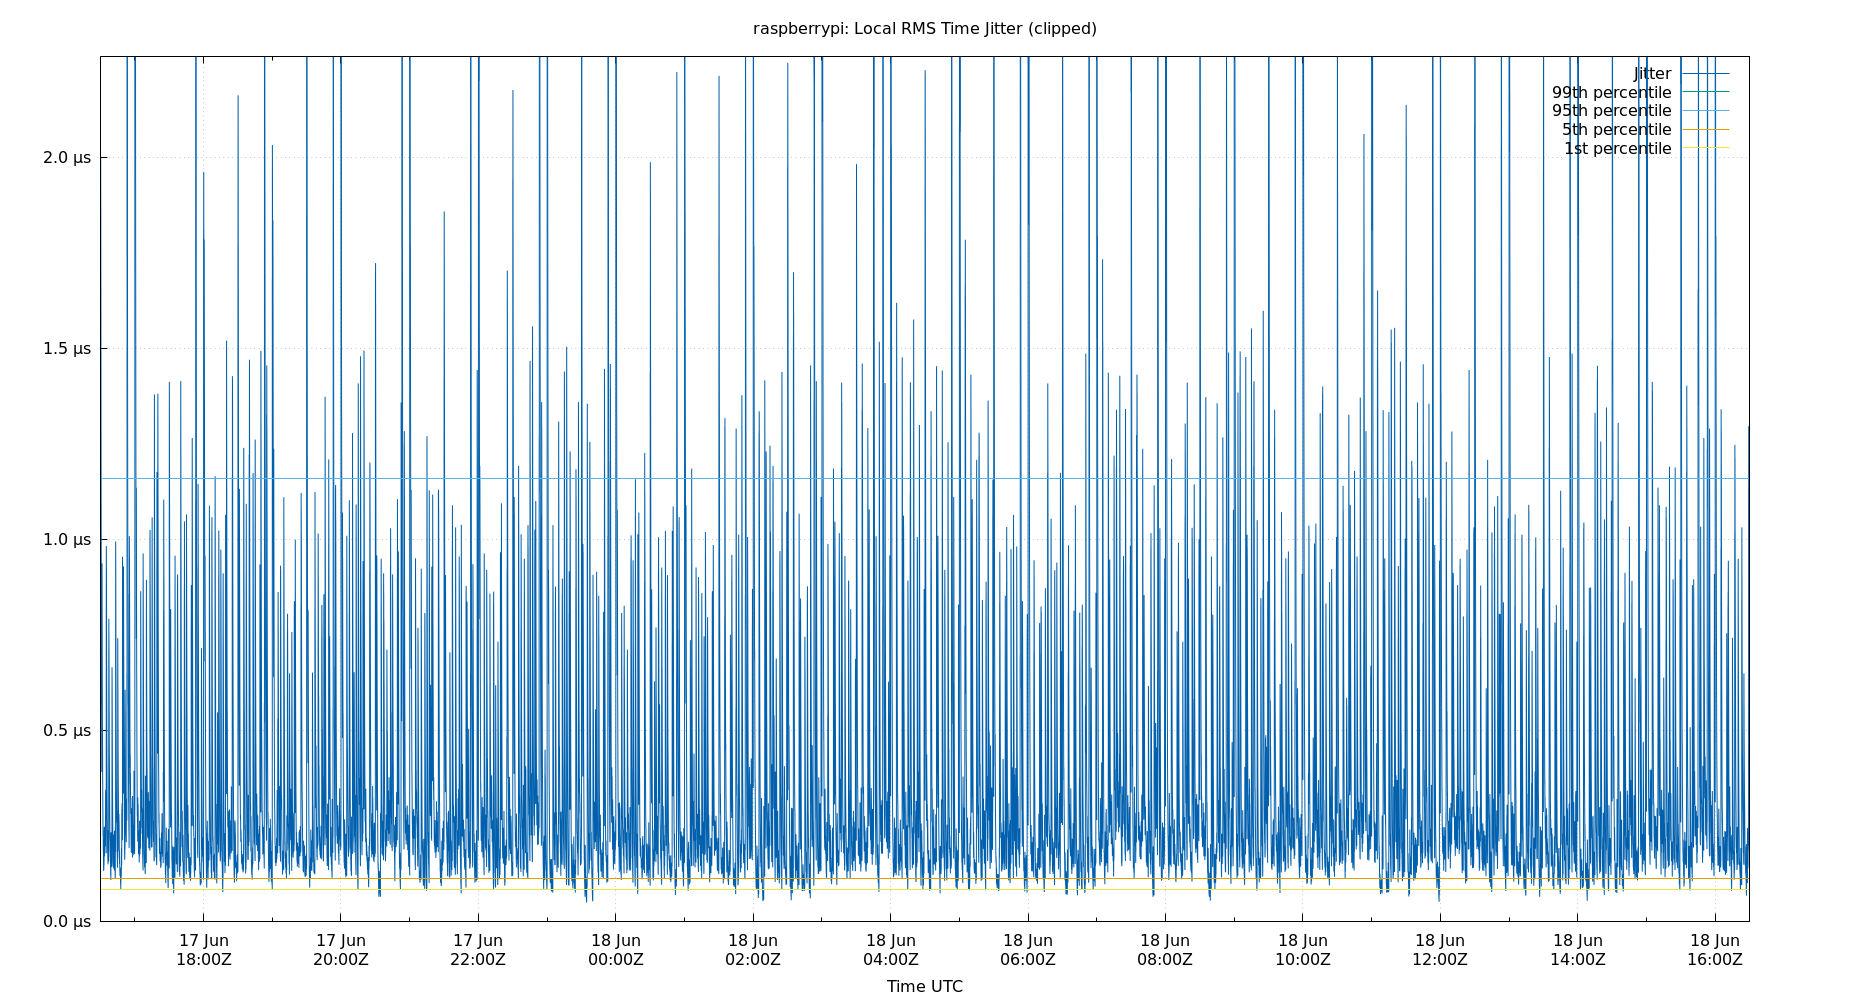 raspberrypi: Local RMS Time Jitter (clipped)
Jitter
99th percentile
95th percentile
5th percentile
1st percentile
2.0 µs
1.5 µs
1.0 µs
0.5 µs
0.0 µs
17 Jun 17 Jun 17 Jun 18 Jun 18 Jun 18 Jun 18 Jun 18 Jun 18 Jun 18 Jun 18 Jun 18 Jun
18:00Z 20:00Z 22:00Z 00:00Z 02:00Z 04:00Z 06:00Z 08:00Z 10:00Z 12:00Z 14:00Z 16:00Z
Time UTC